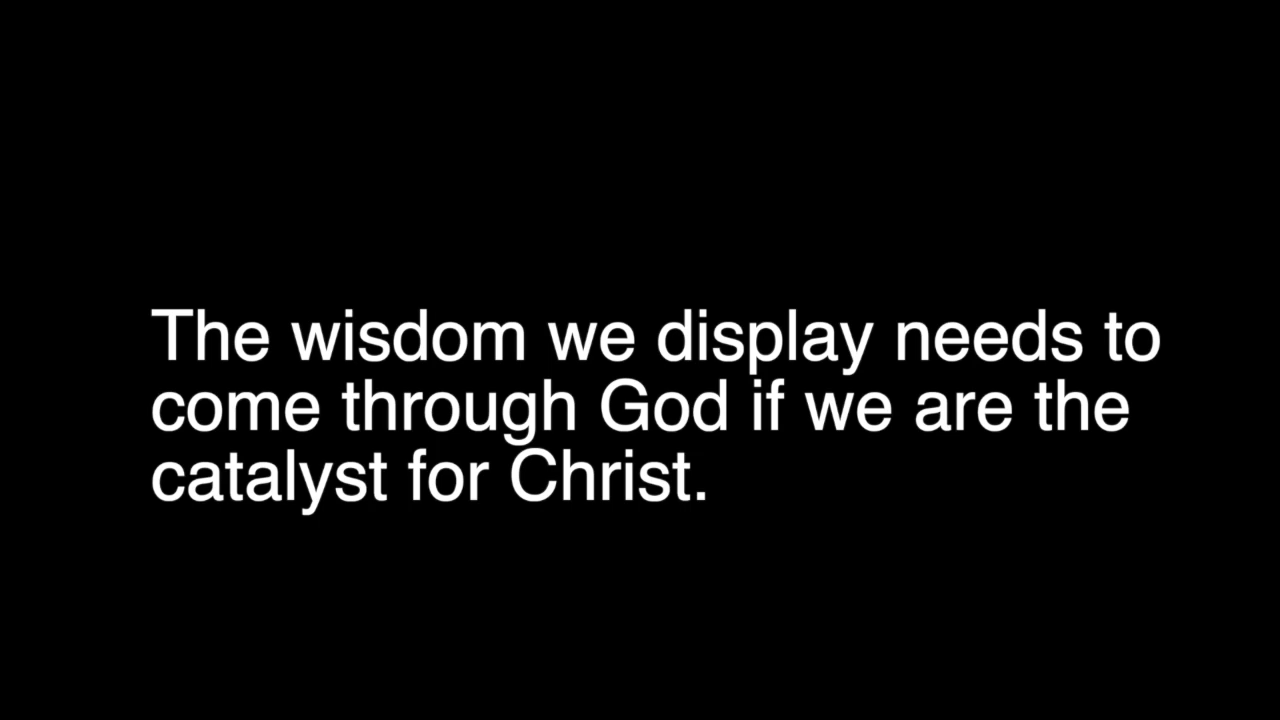 The wisdom we display needs to
come through God if we are the
catalyst for Christ.